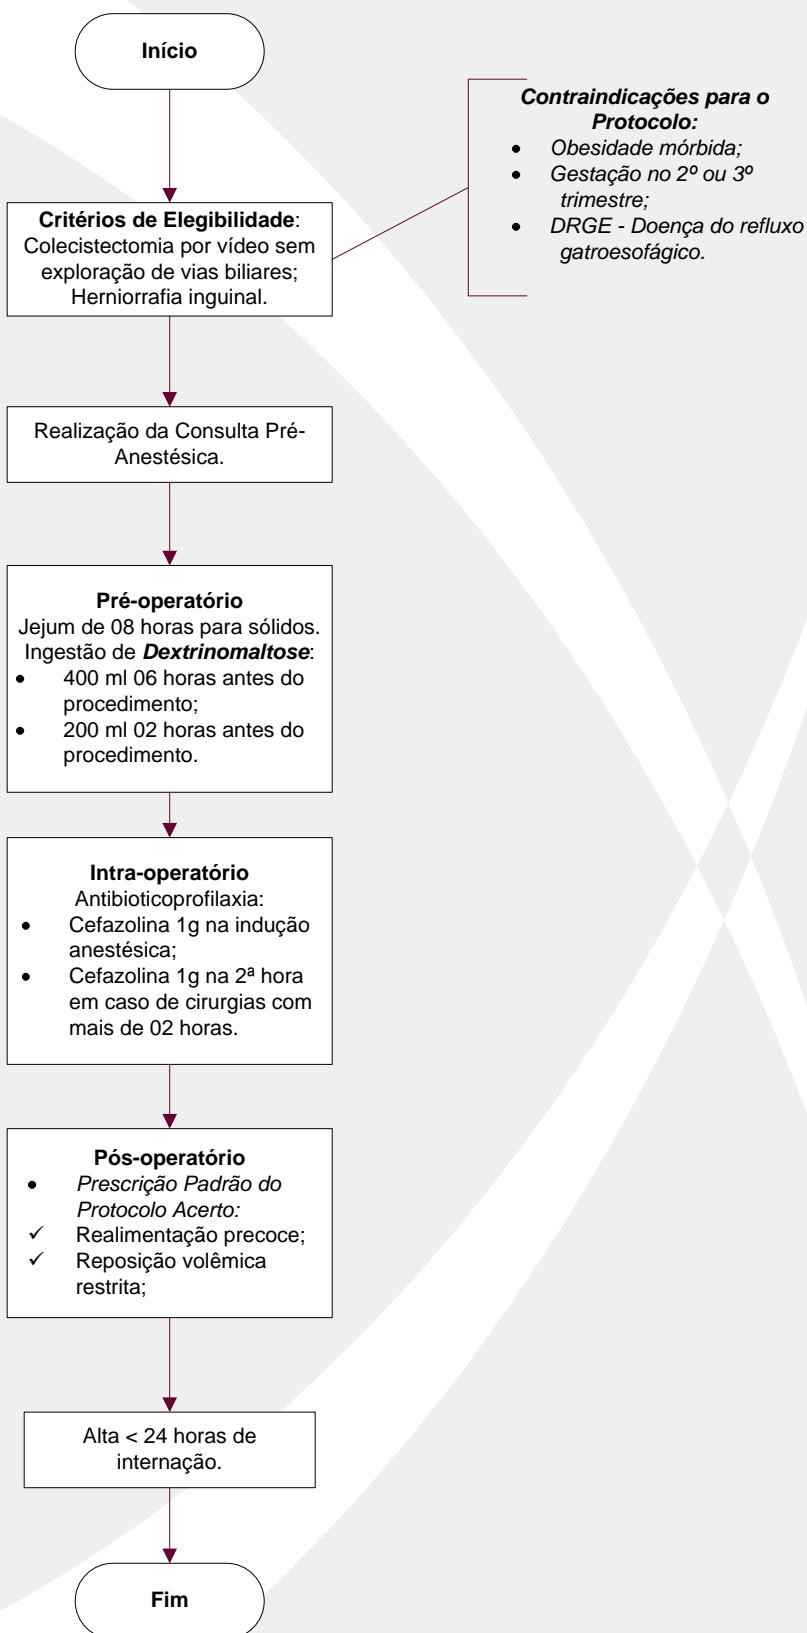 Início
Contraindicações para o
Protocolo:
• Obesidade mórbida;
• Gestação no 2º ou 3º
trimestre;
• DRGE - Doença do refluxo
gatroesofágico.
Critérios de Elegibilidade:
Colecistectomia por vídeo sem
exploração de vias biliares;
Herniorrafia inguinal.
Realização da Consulta Pré-
Anestésica.
Pré-operatório
Jejum de 08 horas para sólidos.
Ingestão de Dextrinomaltose:
• 400 ml 06 horas antes do
procedimento;
• 200 ml 02 horas antes do
procedimento.
Intra-operatório
Antibioticoprofilaxia:
• Cefazolina 1g na indução
anestésica;
• Cefazolina 1g na 2ª hora
em caso de cirurgias com
mais de 02 horas.
Pós-operatório
• Prescrição Padrão do
Protocolo Acerto:
✓ Realimentação precoce;
✓ Reposição volêmica
restrita;
Alta < 24 horas de
internação.
Fim